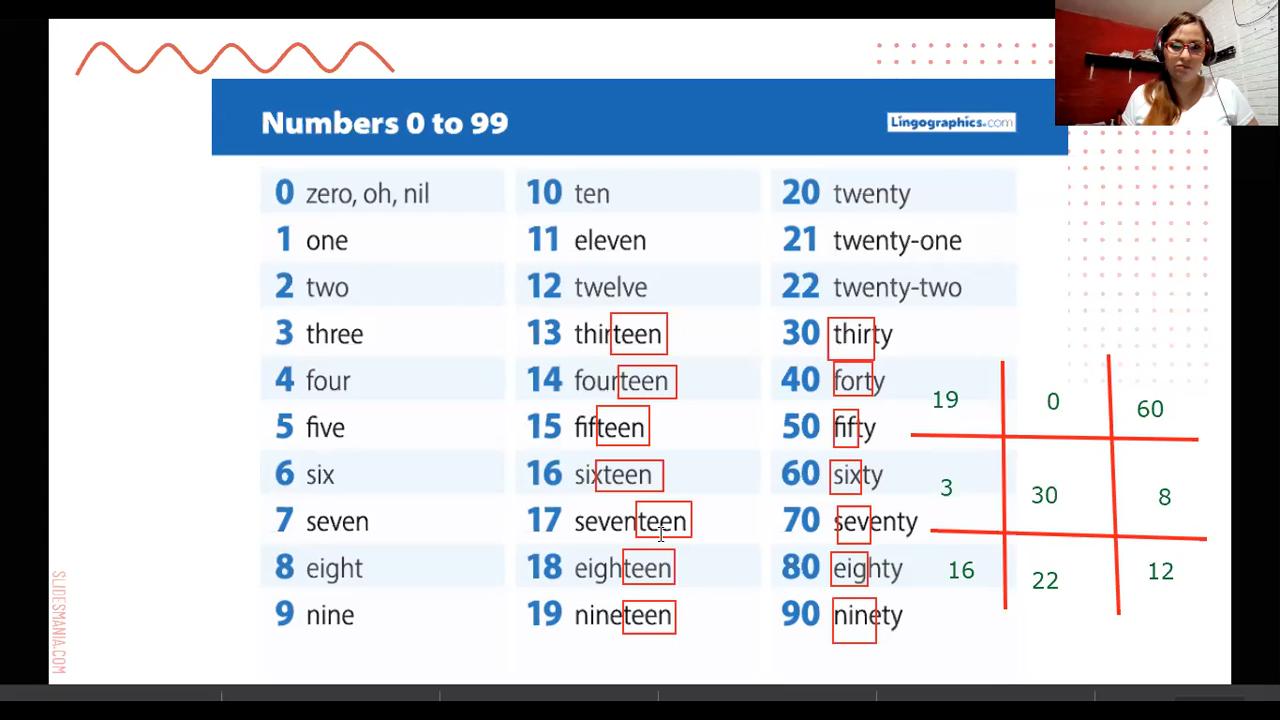 Numbers 0 to 99
Lingographics.com
0 zero, oh, nil
1 one
2 two
3 three
4 four
5 five
6 six
7 seven
8 eight
9 nine
10 ten
11 eleven
12 twelve
13 thirteen
14 fourteen
15 fifteen
16 sixteen
17 seventeen
18 eighteen
19 nineteen
20 twenty
21 twenty-one
22 twenty-two
30 thirty
40 forty
50 fifty
60 sixty
70 seventy
80 eighty
90 ninety
19 0 60
3 30 8
16 22 12
SLIDESMANIA.COM